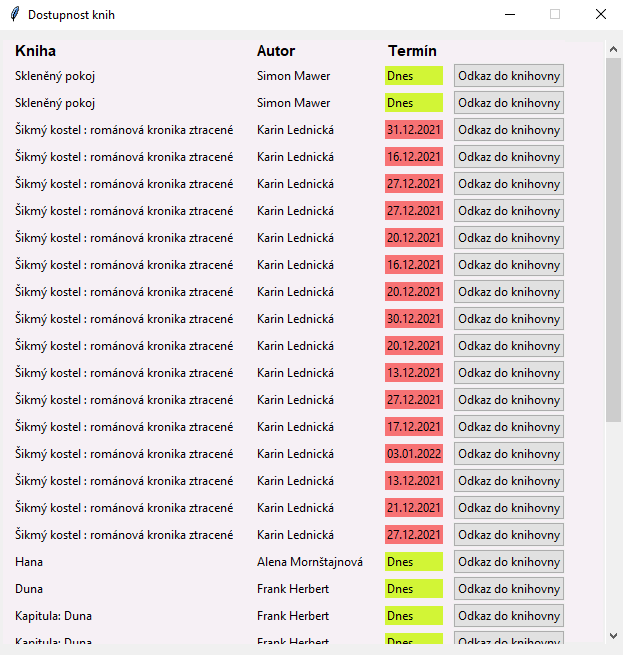 Dostupnost knih
Kniha Autor Termín
Skleněný pokoj Simon Mawer Dnes Odkaz do knihovny
Skleněný pokoj Simon Mawer Dnes Odkaz do knihovny
Šikmý kostel : románová kronika ztracené Karin Lednická 31.12.2021 Odkaz do knihovny
Šikmý kostel : románová kronika ztracené Karin Lednická 16.12.2021 Odkaz do knihovny
Šikmý kostel : románová kronika ztracené Karin Lednická 27.12.2021 Odkaz do knihovny
Šikmý kostel : románová kronika ztracené Karin Lednická 27.12.2021 Odkaz do knihovny
Šikmý kostel : románová kronika ztracené Karin Lednická 20.12.2021 Odkaz do knihovny
Šikmý kostel : románová kronika ztracené Karin Lednická 16.12.2021 Odkaz do knihovny
Šikmý kostel : románová kronika ztracené Karin Lednická 20.12.2021 Odkaz do knihovny
Šikmý kostel : románová kronika ztracené Karin Lednická 30.12.2021 Odkaz do knihovny
Šikmý kostel : románová kronika ztracené Karin Lednická 20.12.2021 Odkaz do knihovny
Šikmý kostel : románová kronika ztracené Karin Lednická 13.12.2021 Odkaz do knihovny
Šikmý kostel : románová kronika ztracené Karin Lednická 27.12.2021 Odkaz do knihovny
Šikmý kostel : románová kronika ztracené Karin Lednická 17.12.2021 Odkaz do knihovny
Šikmý kostel : románová kronika ztracené Karin Lednická 03.01.2022 Odkaz do knihovny
Šikmý kostel : románová kronika ztracené Karin Lednická 13.12.2021 Odkaz do knihovny
Šikmý kostel : románová kronika ztracené Karin Lednická 21.12.2021 Odkaz do knihovny
Šikmý kostel : románová kronika ztracené Karin Lednická 27.12.2021 Odkaz do knihovny
Hana Alena Mornštajnová Dnes Odkaz do knihovny
Duna Frank Herbert Dnes Odkaz do knihovny
Kapitula: Duna Frank Herbert Dnes Odkaz do knihovny
Kapitula: Duna Frank Herbert Dnes Odkaz do knihovny